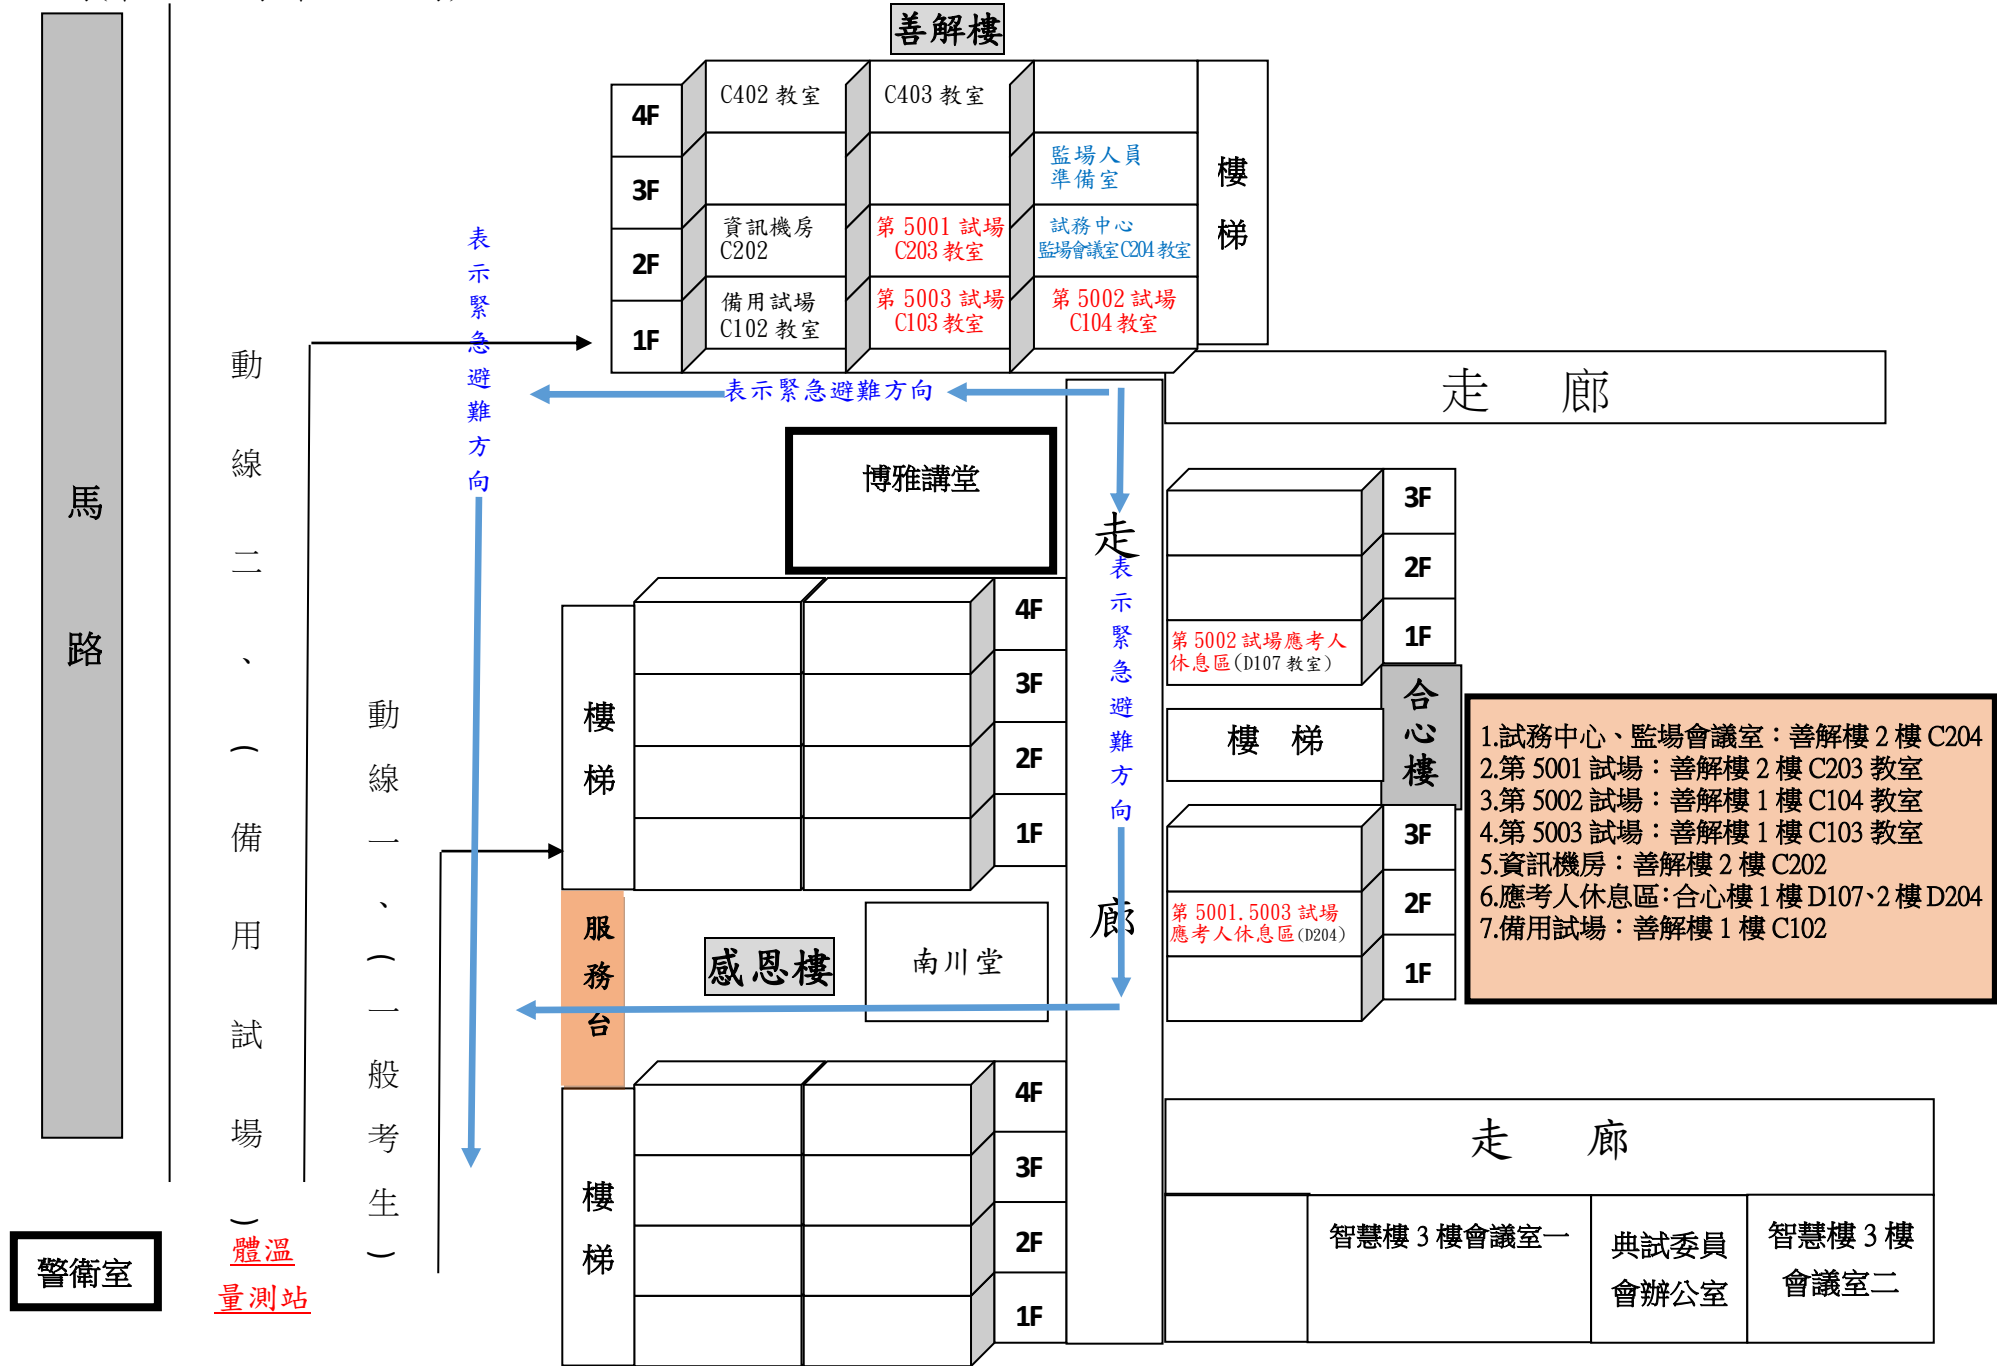 善解樓
4F
C402 教室
C403 教室
3F
監場人員
準備室
2F
資訊機房
C202
第 5001 試場
C203 教室
試務中心
監場會議室C204 教室
1F
備用試場
C102 教室
第 5003 試場
C103 教室
第 5002 試場
C104 教室
樓梯
走廊
馬路
動線二、(備用試場)
動線一、(一般考生)
表示緊急避難方向
表示緊急避難方向
博雅講堂
走廊
表示緊急避難方向
3F
2F
1F
第 5002 試場應考人
休息區(D107 教室)
合心樓
樓梯
3F
2F
第 5001.5003 試場
應考人休息區(D204)
1F
1.試務中心、監場會議室：善解樓 2 樓 C204
2.第 5001 試場：善解樓 2 樓 C203 教室
3.第 5002 試場：善解樓 1 樓 C104 教室
4.第 5003 試場：善解樓 1 樓 C103 教室
5.資訊機房：善解樓 2 樓 C202
6.應考人休息區：合心樓 1 樓 D107、2 樓 D204
7.備用試場：善解樓 1 樓 C102
樓梯
4F
3F
2F
1F
服務台
感恩樓
南川堂
樓梯
4F
3F
2F
1F
走廊
智慧樓 3 樓會議室一
典試委員
會辦公室
智慧樓 3 樓
會議室二
警衛室
體溫
量測站